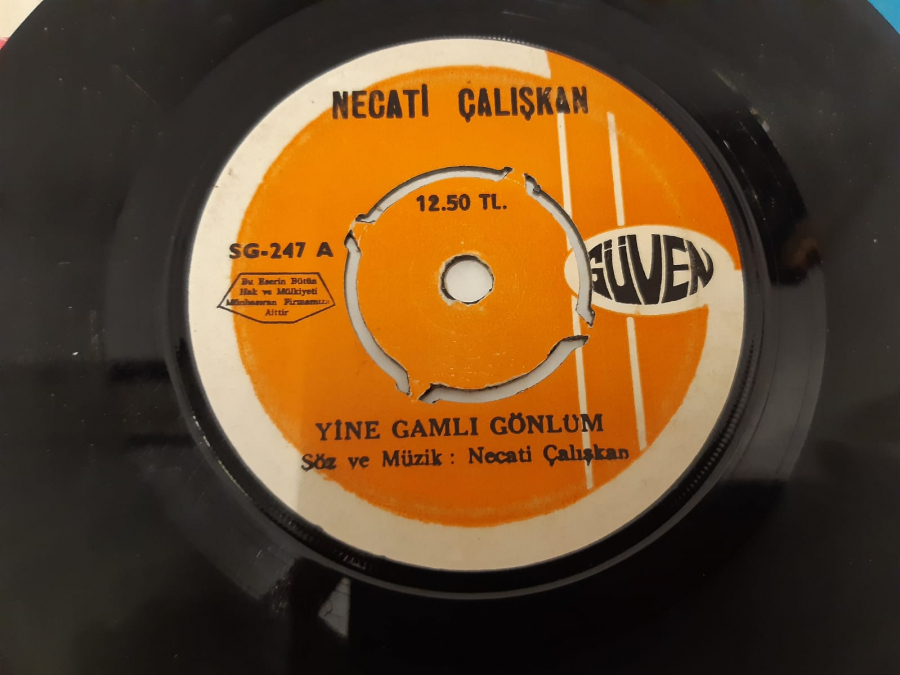 NECATİ ÇALIŞKAN
12.50 TL.
SG-247 A
GÜVEN
Bu Eserin Bütün
Hak ve Mülkiyeti
Münhasıran Firmamıza
Aittir
YİNE GAMLI GÖNLÜM
Söz ve Müzik : Necati Çalışkan